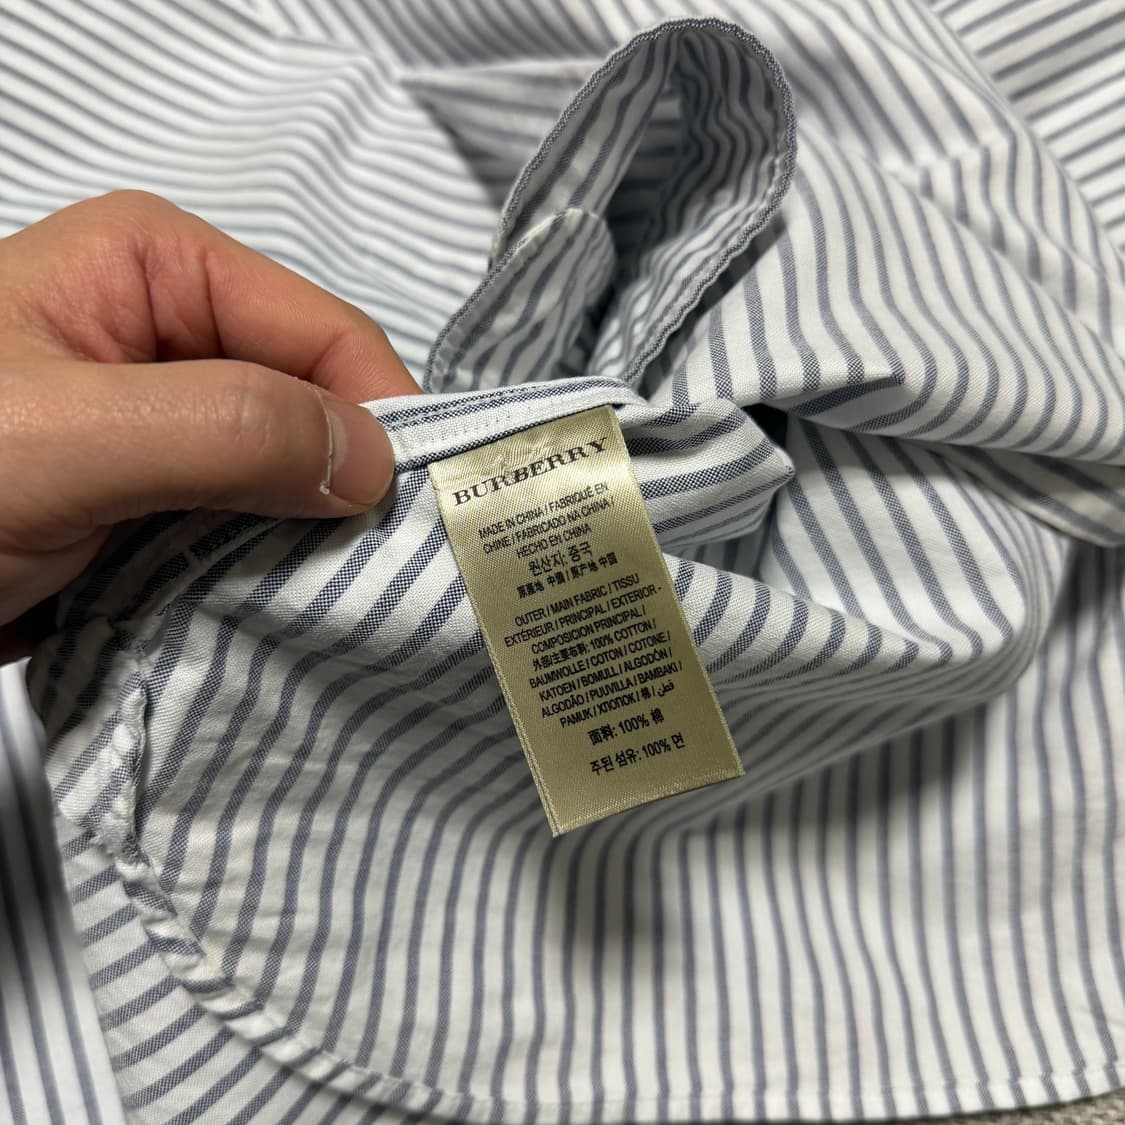 BURBERRY
MADE IN CHINA / FABRIQUÉ EN
CHINE / FABRICADO NA CHINA /
HECHO EN CHINA
원산지: 중국
原產地 中國 / 原产地 中国
OUTER / MAIN FABRIC / TISSU
EXTÉRIEUR / PRINCIPAL / EXTERIOR -
COMPOSICION PRINCIPAL /
外部/主要布料: 100% COTTON /
BAUMWOLLE / COTON / COTONE /
KATOEN / BOMULL / ALGODÓN /
ALGODÃO / PUUVILLA / BAMBAKI /
PAMUK / ХЛОПОК / 棉 / قطن
面料: 100% 棉
주된 섬유: 100% 면